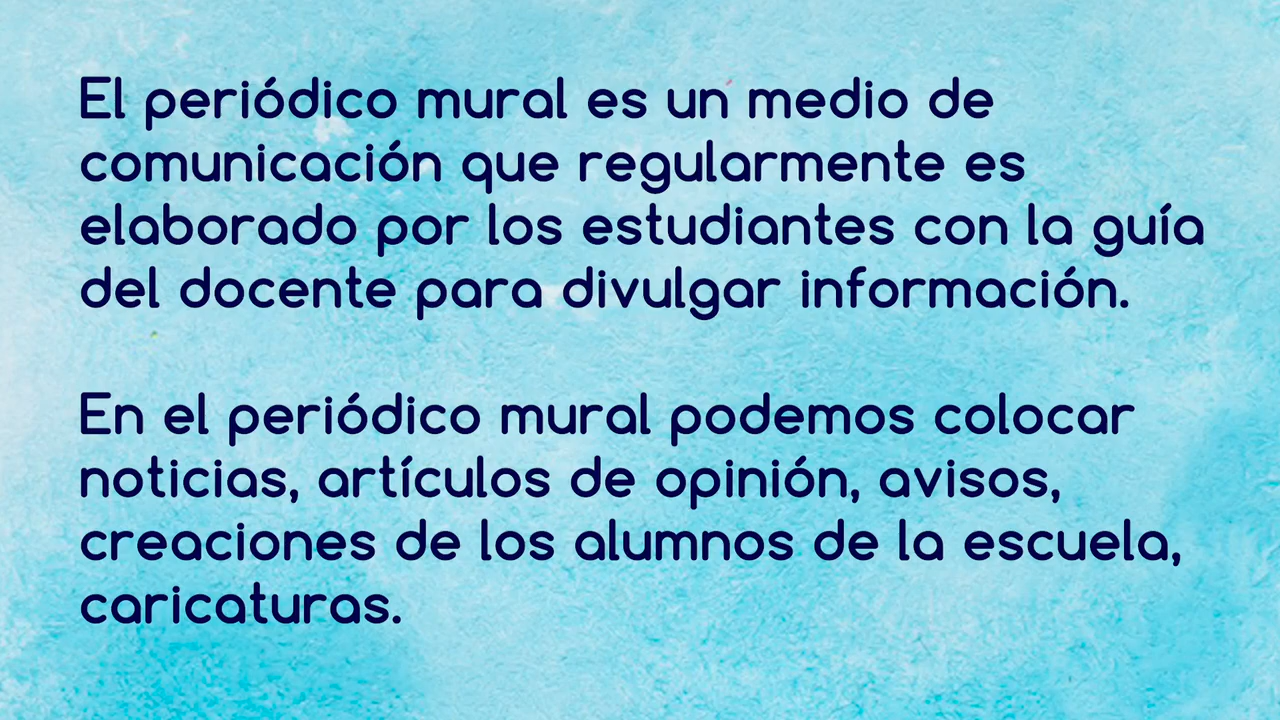 El periódico mural es un medio de
comunicación que regularmente es
elaborado por los estudiantes con la guía
del docente para divulgar información.
En el periódico mural podemos colocar
noticias, artículos de opinión, avisos,
creaciones de los alumnos de la escuela,
caricaturas.